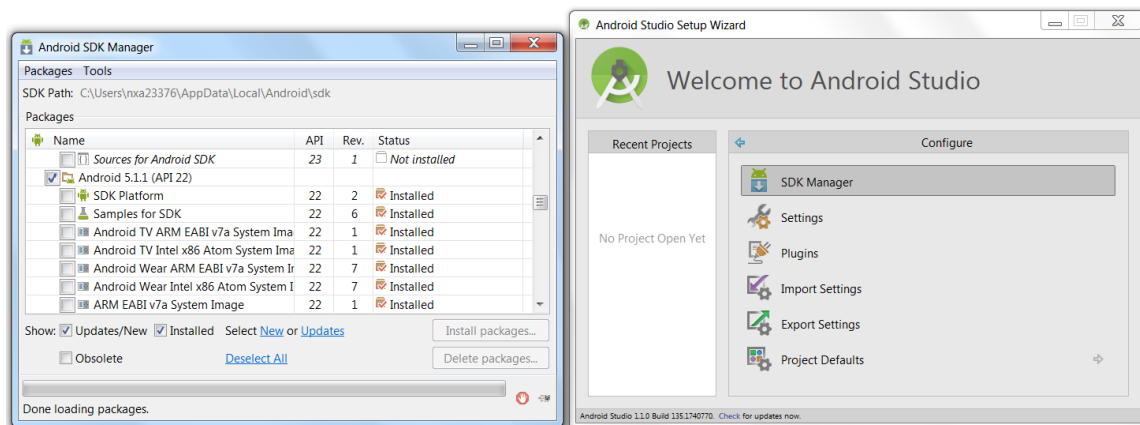 Android SDK Manager
Packages Tools
SDK Path: C:\Users\nxa23376\AppData\Local\Android\sdk
Packages
Name API Rev. Status
Sources for Android SDK 23 1 Not installed
Android 5.1.1 (API 22)
SDK Platform 22 2 Installed
Samples for SDK 22 6 Installed
Android TV ARM EABI v7a System Ima 22 1 Installed
Android TV Intel x86 Atom System Ima 22 1 Installed
Android Wear ARM EABI v7a System Ir 22 7 Installed
Android Wear Intel x86 Atom System I 22 7 Installed
ARM EABI v7a System Image 22 1 Installed
Show: Updates/New Installed Select New or Updates Install packages...
Obsolete Deselect All Delete packages...
Done loading packages.
Android Studio Setup Wizard
Welcome to Android Studio
Recent Projects
No Project Open Yet
Configure
SDK Manager
Settings
Plugins
Import Settings
Export Settings
Project Defaults
Android Studio 1.1.0 Build 135.1740770. Check for updates now.